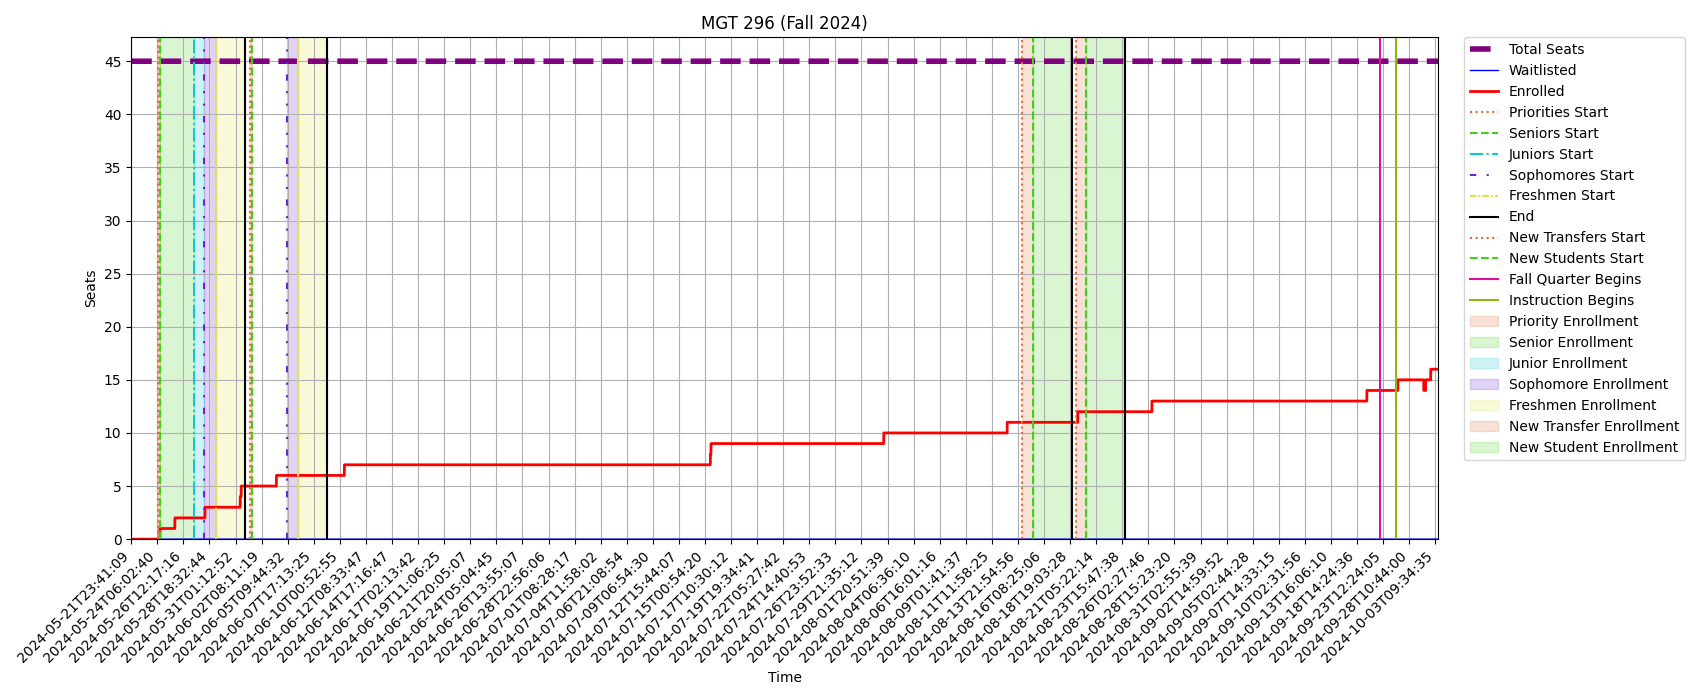 MGT 296 (Fall 2024)
Seats
45
40
35
30
25
20
15
10
5
0
2024-05-21T23:41:09
2024-05-24T06:02:40
2024-05-26T12:17:16
2024-05-28T18:32:44
2024-05-31T01:12:52
2024-06-02T08:11:19
2024-06-05T09:44:32
2024-06-07T17:13:25
2024-06-10T00:52:55
2024-06-12T08:33:47
2024-06-14T17:16:47
2024-06-17T02:13:42
2024-06-19T11:06:25
2024-06-21T20:05:07
2024-06-24T05:04:45
2024-06-26T13:55:07
2024-06-28T22:56:06
2024-07-01T08:28:17
2024-07-04T11:58:02
2024-07-06T21:08:54
2024-07-09T06:54:30
2024-07-12T15:44:07
2024-07-15T00:54:20
2024-07-17T10:30:12
2024-07-19T19:34:41
2024-07-22T05:27:42
2024-07-24T14:40:53
2024-07-26T23:52:33
2024-07-29T21:35:12
2024-08-01T20:51:39
2024-08-04T06:36:10
2024-08-06T16:01:16
2024-08-09T01:41:37
2024-08-11T11:58:25
2024-08-13T21:54:56
2024-08-16T08:25:06
2024-08-18T19:03:28
2024-08-21T05:22:14
2024-08-23T15:47:38
2024-08-26T02:27:46
2024-08-28T15:23:20
2024-08-31T02:55:39
2024-09-02T14:59:52
2024-09-05T02:44:28
2024-09-07T14:33:15
2024-09-10T02:31:56
2024-09-13T16:06:10
2024-09-18T14:24:36
2024-09-23T12:24:05
2024-09-28T10:44:00
2024-10-03T09:34:35
Time
Total Seats
Waitlisted
Enrolled
Priorities Start
Seniors Start
Juniors Start
Sophomores Start
Freshmen Start
End
New Transfers Start
New Students Start
Fall Quarter Begins
Instruction Begins
Priority Enrollment
Senior Enrollment
Junior Enrollment
Sophomore Enrollment
Freshmen Enrollment
New Transfer Enrollment
New Student Enrollment